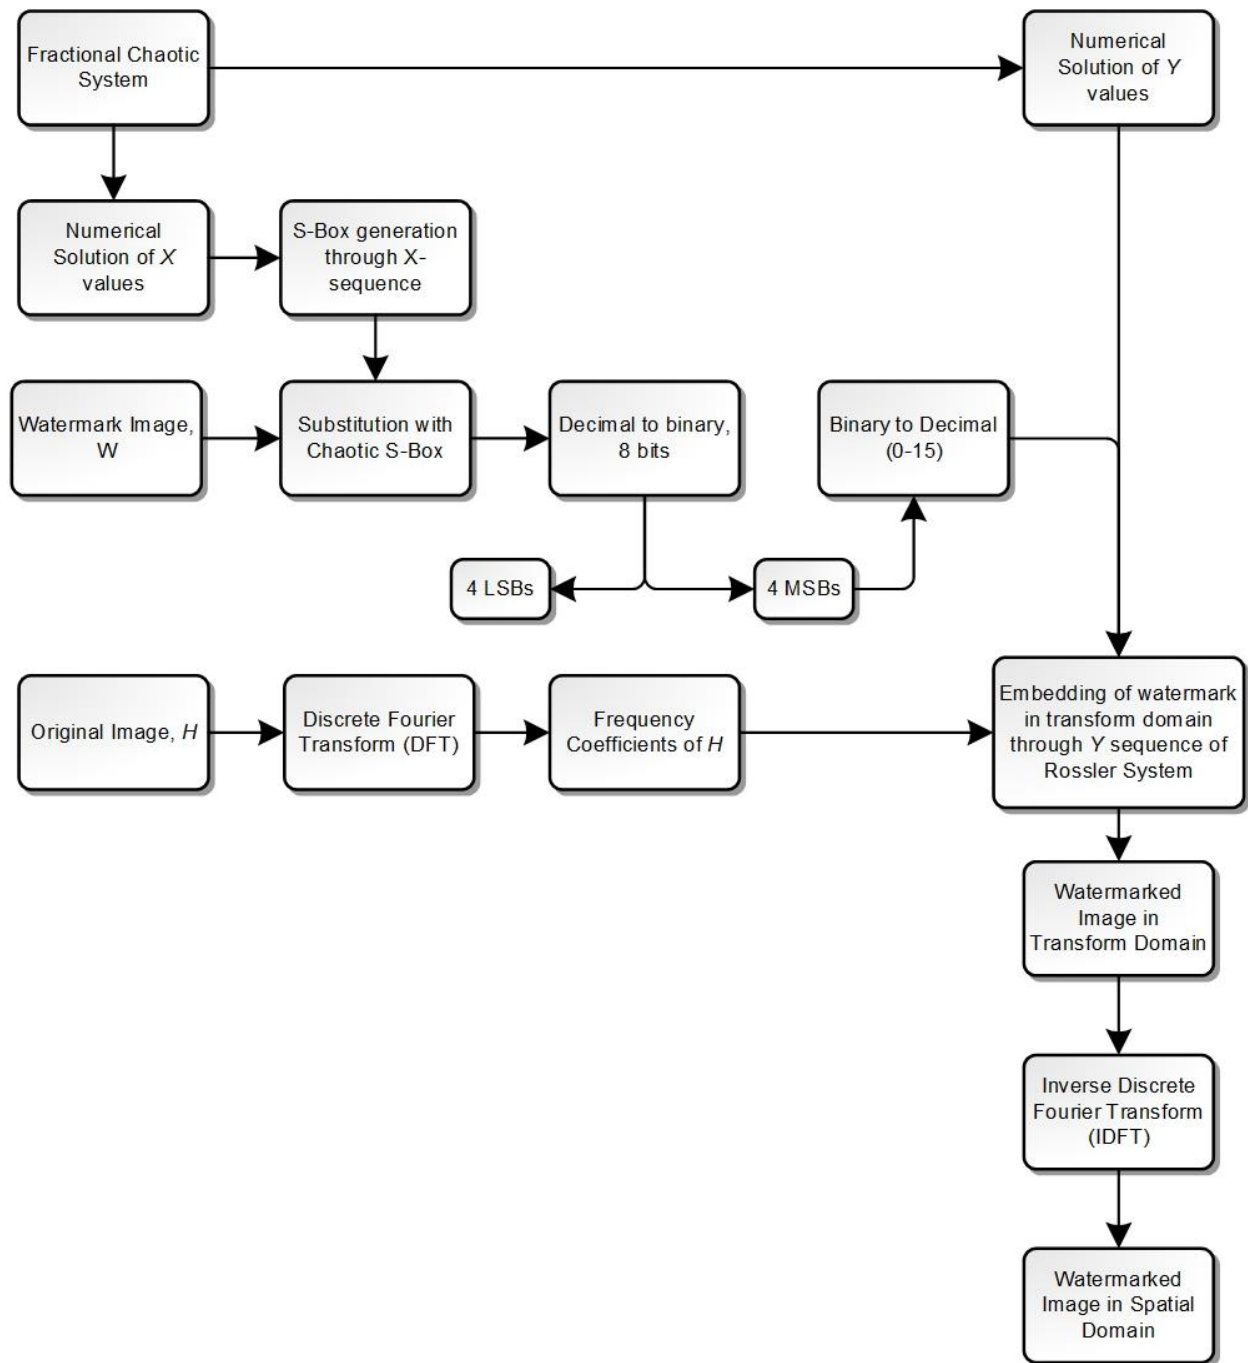 Fractional Chaotic
System
Numerical
Solution of Y
values
Numerical
Solution of X
values
S-Box generation
through X-
sequence
Watermark Image,
W
Substitution with
Chaotic S-Box
Decimal to binary,
8 bits
Binary to Decimal
(0-15)
4 LSBs
4 MSBs
Original Image, H
Discrete Fourier
Transform (DFT)
Frequency
Coefficients of H
Embedding of watermark
in transform domain
through Y sequence of
Rossler System
Watermarked
Image in
Transform Domain
Inverse Discrete
Fourier Transform
(IDFT)
Watermarked
Image in Spatial
Domain